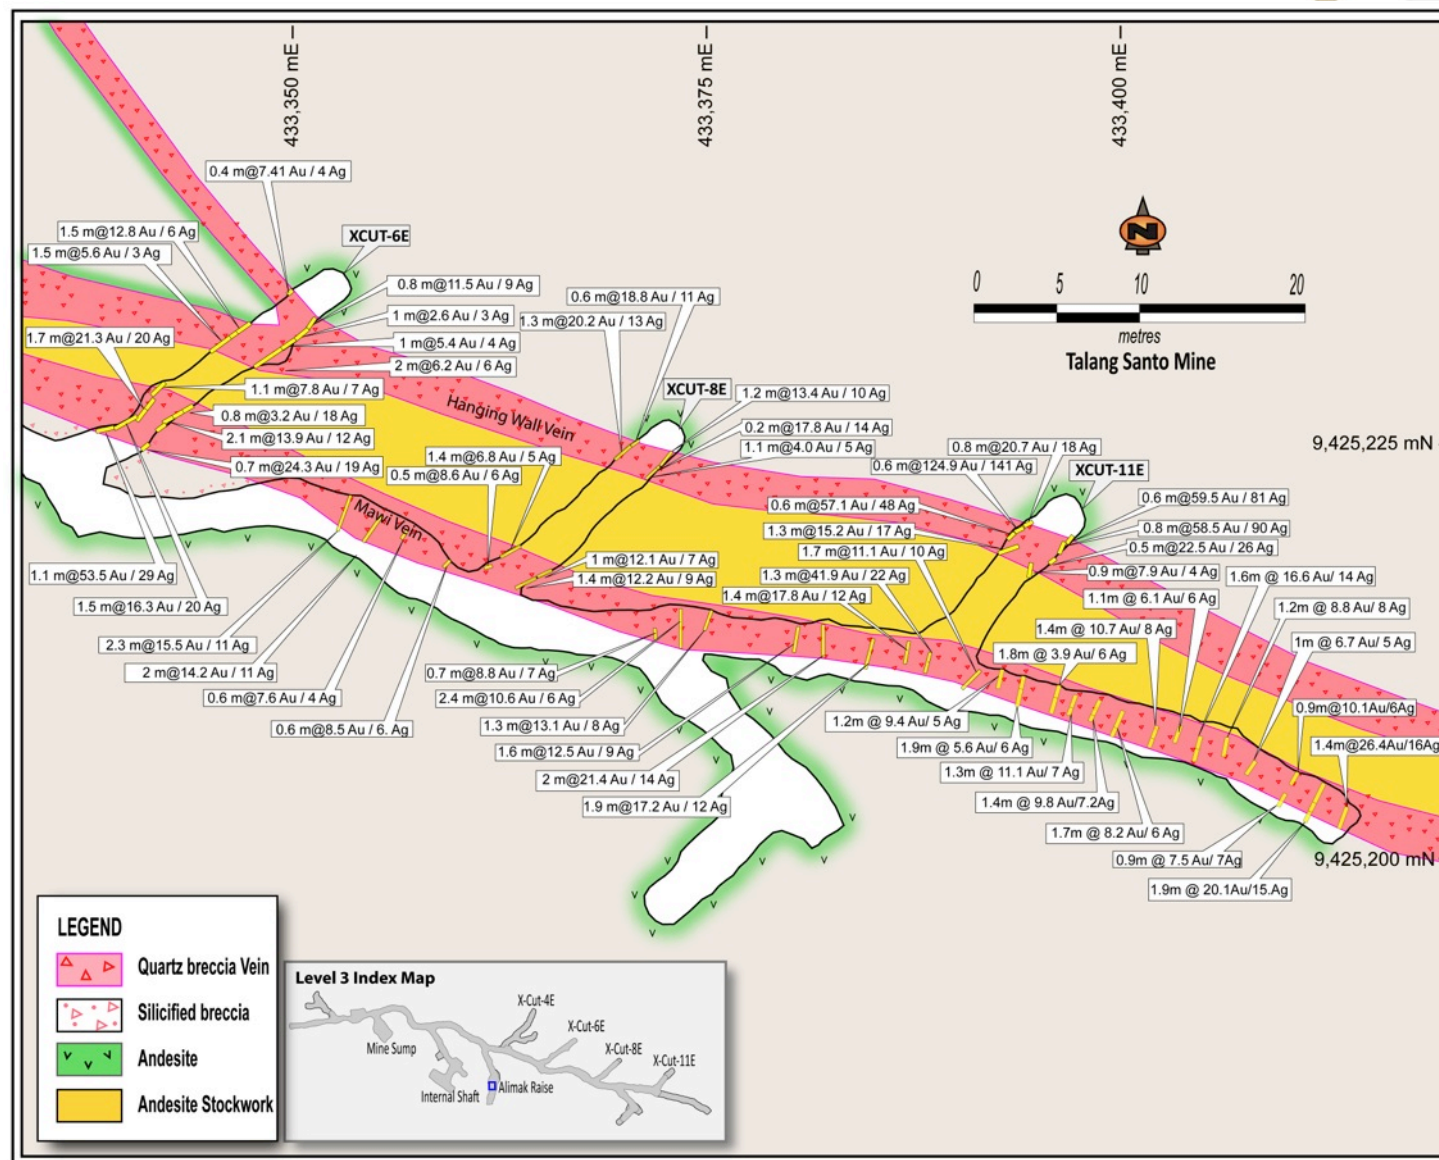 433,350 mE
433,375 mE
433,400 mE
0.4 m@7.41 Au / 4 Ag
1.5 m@12.8 Au / 6 Ag
1.5 m@5.6 Au / 3 Ag
XCUT-6E
0.8 m@11.5 Au / 9 Ag
1 m@2.6 Au / 3 Ag
1 m@5.4 Au / 4 Ag
2 m@6.2 Au / 6 Ag
1.7 m@21.3 Au / 20 Ag
0.6 m@18.8 Au / 11 Ag
1.3 m@20.2 Au / 13 Ag
N
0 5 10 20
metres
Talang Santo Mine
1.1 m@7.8 Au / 7 Ag
0.8 m@3.2 Au / 18 Ag
2.1 m@13.9 Au / 12 Ag
0.7 m@24.3 Au / 19 Ag
Hanging Wall Vein
XCUT-8E
1.2 m@13.4 Au / 10 Ag
0.2 m@17.8 Au / 14 Ag
1.1 m@4.0 Au / 5 Ag
9,425,225 mN
1.4 m@6.8 Au / 5 Ag
0.5 m@8.6 Au / 6 Ag
0.8 m@20.7 Au / 18 Ag
0.6 m@124.9 Au / 141 Ag
XCUT-11E
0.6 m@57.1 Au / 48 Ag
1.3 m@15.2 Au / 17 Ag
1.7 m@11.1 Au / 10 Ag
0.6 m@59.5 Au / 81 Ag
0.8 m@58.5 Au / 90 Ag
0.5 m@22.5 Au / 26 Ag
0.9 m@7.9 Au / 4 Ag
Mawi Vein
1 m@12.1 Au / 7 Ag
1.4 m@12.2 Au / 9 Ag
1.3 m@41.9 Au / 22 Ag
1.4 m@17.8 Au / 12 Ag
1.6m @ 16.6 Au/ 14 Ag
1.1m @ 6.1 Au/ 6 Ag
1.2m @ 8.8 Au/ 8 Ag
1.4m @ 10.7 Au/ 8 Ag
1m @ 6.7 Au/ 5 Ag
1.8m @ 3.9 Au/ 6 Ag
1.1 m@53.5 Au / 29 Ag
1.5 m@16.3 Au / 20 Ag
2.3 m@15.5 Au / 11 Ag
2 m@14.2 Au / 11 Ag
0.6 m@7.6 Au / 4 Ag
0.6 m@8.5 Au / 6. Ag
0.7 m@8.8 Au / 7 Ag
2.4 m@10.6 Au / 6 Ag
1.3 m@13.1 Au / 8 Ag
1.6 m@12.5 Au / 9 Ag
2 m@21.4 Au / 14 Ag
1.9 m@17.2 Au / 12 Ag
0.9m@10.1Au/6Ag
1.4m@26.4Au/16Ag
1.2m @ 9.4 Au/ 5 Ag
1.9m @ 5.6 Au/ 6 Ag
1.3m @ 11.1 Au/ 7 Ag
1.4m @ 9.8 Au/7.2Ag
1.7m @ 8.2 Au/ 6 Ag
0.9m @ 7.5 Au/ 7Ag
1.9m @ 20.1Au/15.Ag
9,425,200 mN
LEGEND
Quartz breccia Vein
Silicified breccia
Andesite
Andesite Stockwork
Level 3 Index Map
X-Cut-4E
X-Cut-6E
X-Cut-8E
X-Cut-11E
Mine Sump
Internal Shaft
Alimak Raise